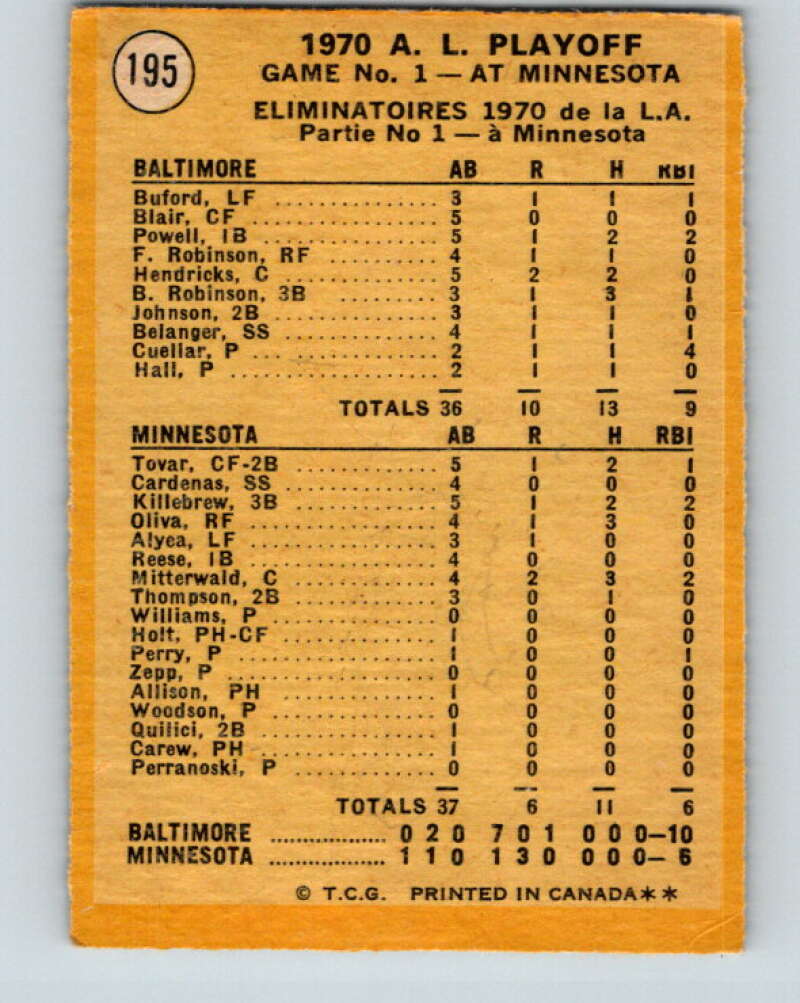 195
1970 A. L. PLAYOFF
GAME No. 1 — AT MINNESOTA
ELIMINATOIRES 1970 de la L.A.
Partie No 1 — à Minnesota
BALTIMORE AB R H RBI
Buford, LF ............... 3 1 1 1
Blair, CF ................. 5 0 0 0
Powell, 1B ................ 5 1 2 2
F. Robinson, RF .......... 4 1 1 0
Hendricks, C .............. 5 2 2 0
B. Robinson, 3B ......... 3 1 3 1
Johnson, 2B ............... 3 1 1 0
Belanger, SS .............. 4 1 1 1
Cuellar, P ................ 2 1 1 4
Hall, P ................... 2 1 1 0
TOTALS 36 10 13 9
MINNESOTA AB R H RBI
Tovar, CF-2B ............. 5 1 2 1
Cardenas, SS .............. 4 0 0 0
Killebrew, 3B ............. 5 1 2 2
Oliva, RF ................. 4 1 3 0
Alyea, LF ................. 3 1 0 0
Reese, 1B ................. 4 0 0 0
Mitterwald, C ............. 4 2 3 2
Thompson, 2B .............. 3 0 1 0
Williams, P ............... 0 0 0 0
Holt, PH-CF ............... 1 0 0 0
Perry, P .................. 1 0 0 1
Zepp, P ................... 0 0 0 0
Allison, PH .............. 1 0 0 0
Woodson, P ................ 0 0 0 0
Quilici, 2B ............... 1 0 0 0
Carew, PH ................. 1 0 0 0
Perranoski, P ............. 0 0 0 0
TOTALS 37 6 11 6
BALTIMORE .................. 0 2 0 7 0 1 0 0 0—10
MINNESOTA .................. 1 1 0 1 3 0 0 0 0— 6
© T.C.G. PRINTED IN CANADA**